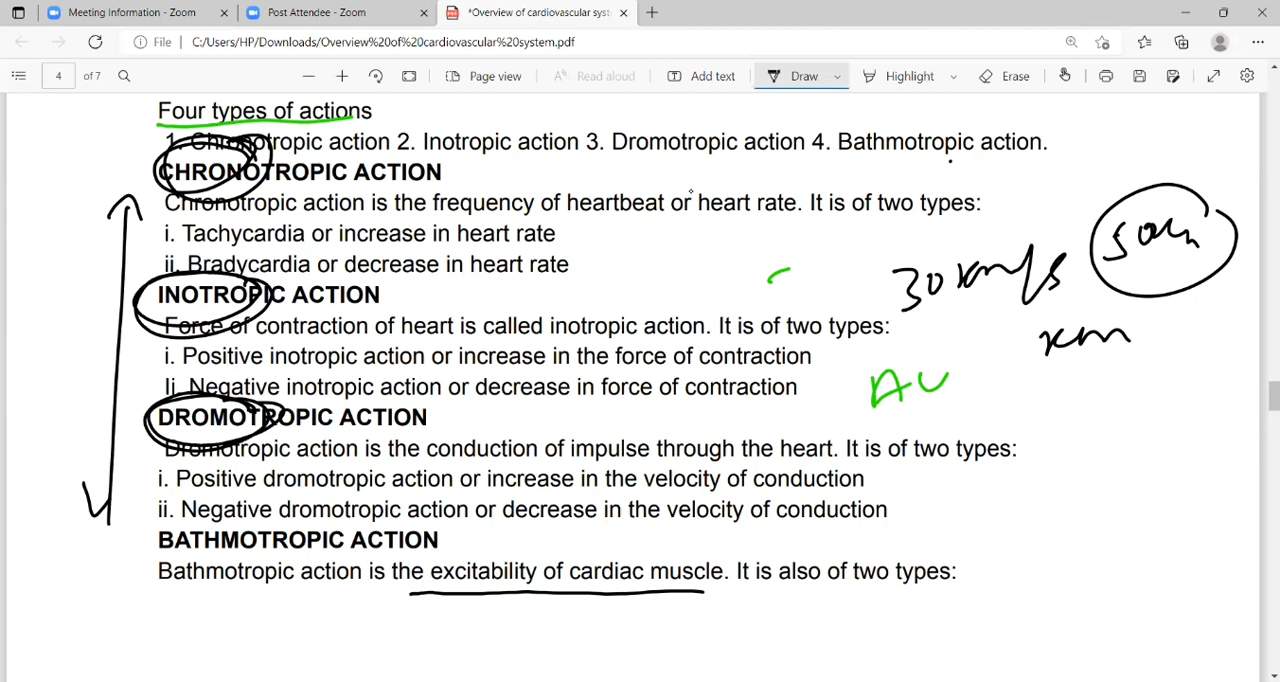 Meeting Information - Zoom
Post Attendee - Zoom
*Overview of cardiovascular syst
File C:/Users/HP/Downloads/Overview%20of%20cardiovascular%20system.pdf
4 of 7 Page view Read aloud Add text Draw Highlight Erase
Four types of actions
1. Chronotropic action 2. Inotropic action 3. Dromotropic action 4. Bathmotropic action.
CHRONOTROPIC ACTION
Chronotropic action is the frequency of heartbeat or heart rate. It is of two types:
i. Tachycardia or increase in heart rate
ii. Bradycardia or decrease in heart rate
30 km/s
INOTROPIC ACTION
Force of contraction of heart is called inotropic action. It is of two types:
km
i. Positive inotropic action or increase in the force of contraction
Ii. Negative inotropic action or decrease in force of contraction
DROMOTROPIC ACTION
Dromotropic action is the conduction of impulse through the heart. It is of two types:
i. Positive dromotropic action or increase in the velocity of conduction
ii. Negative dromotropic action or decrease in the velocity of conduction
BATHMOTROPIC ACTION
Bathmotropic action is the excitability of cardiac muscle. It is also of two types: